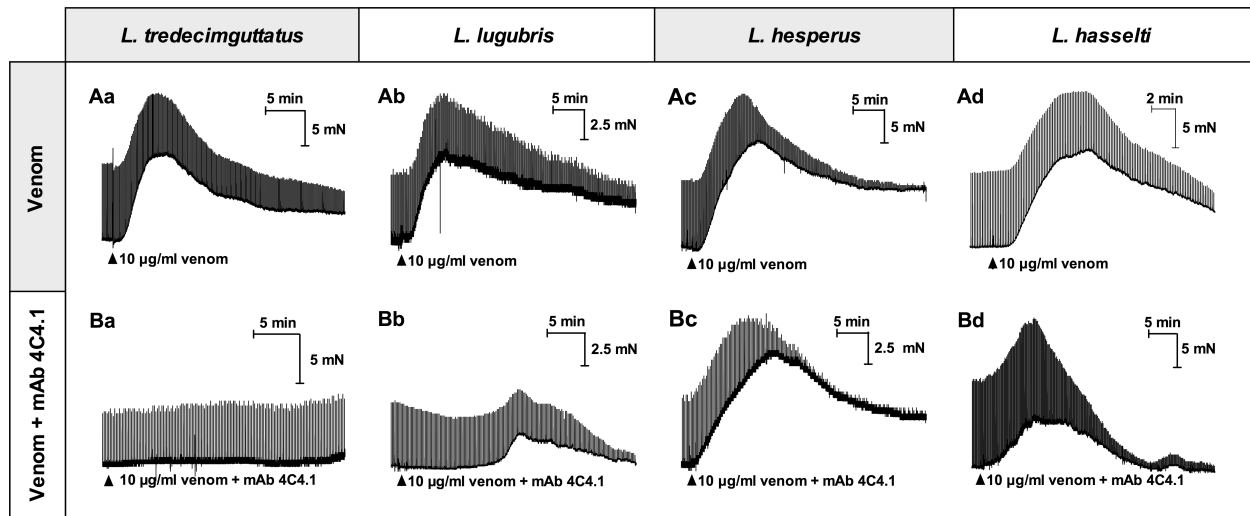 L. tredecimguttatus
L. lugubris
L. hesperus
L. hasselti
Venom
Aa
5 min
5 mN
10 µg/ml venom
Ab
5 min
2.5 mN
10 µg/ml venom
Ac
5 min
5 mN
10 µg/ml venom
Ad
2 min
5 mN
10 µg/ml venom
Venom + mAb 4C4.1
Ba
5 min
5 mN
10 µg/ml venom + mAb 4C4.1
Bb
5 min
2.5 mN
10 µg/ml venom + mAb 4C4.1
Bc
5 min
2.5 mN
10 µg/ml venom + mAb 4C4.1
Bd
5 min
5 mN
10 µg/ml venom + mAb 4C4.1